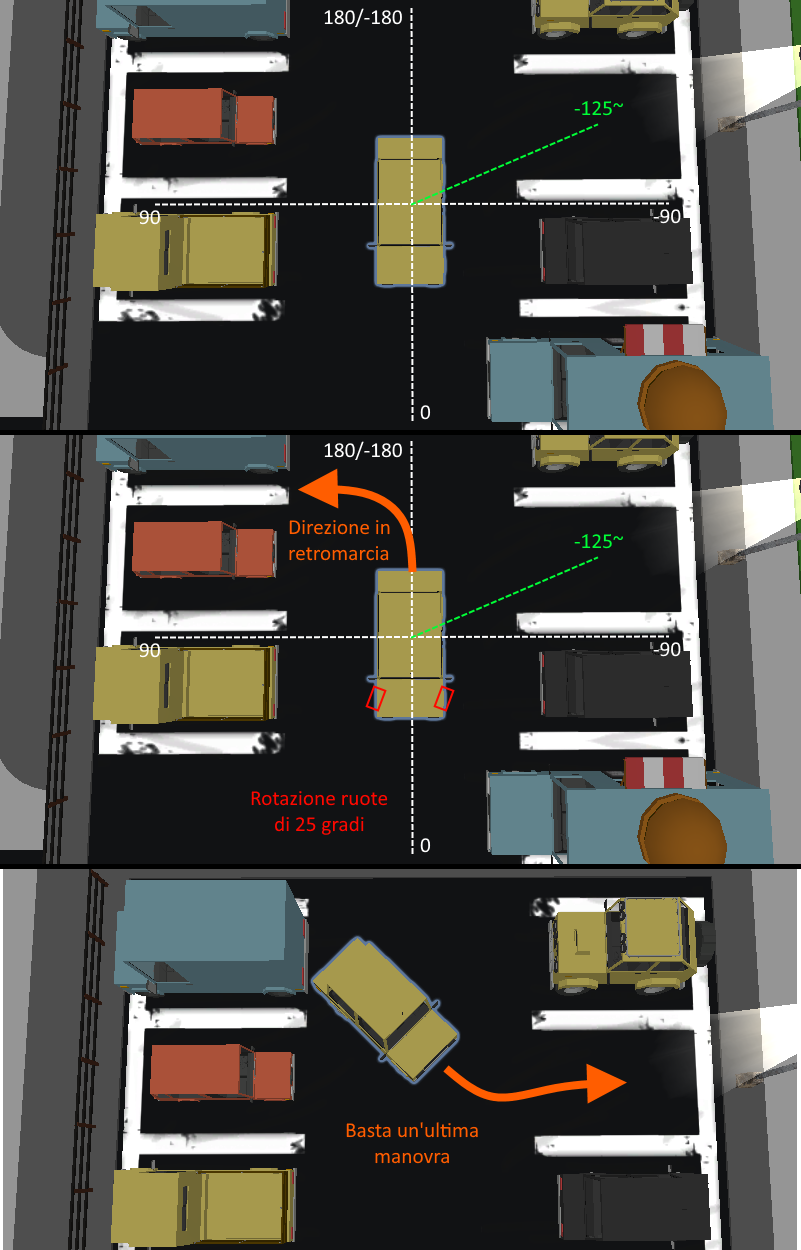 180/-180
-125~
90
-90
0
180/-180
Direzione in
retromarcia
-125~
90
-90
Rotazione ruote
di 25 gradi
0
Basta un'ultima
manovra